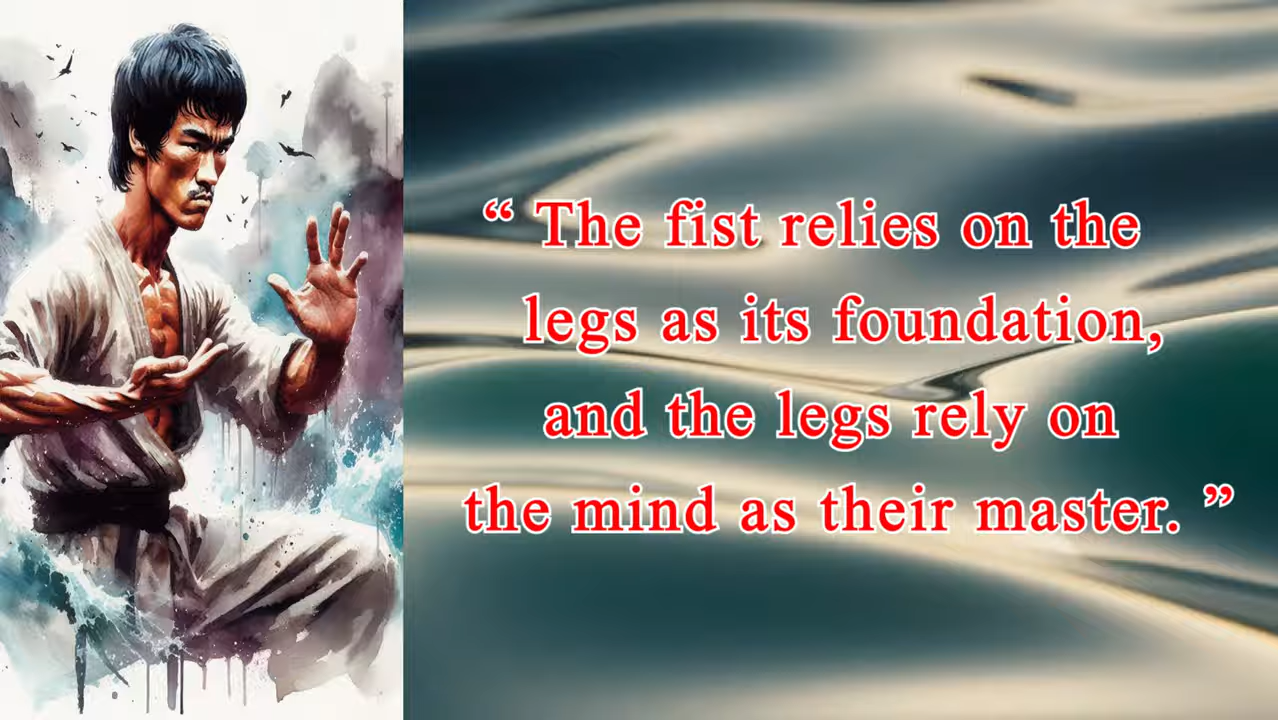 “ The fist relies on the
legs as its foundation,
and the legs rely on
the mind as their master. ”